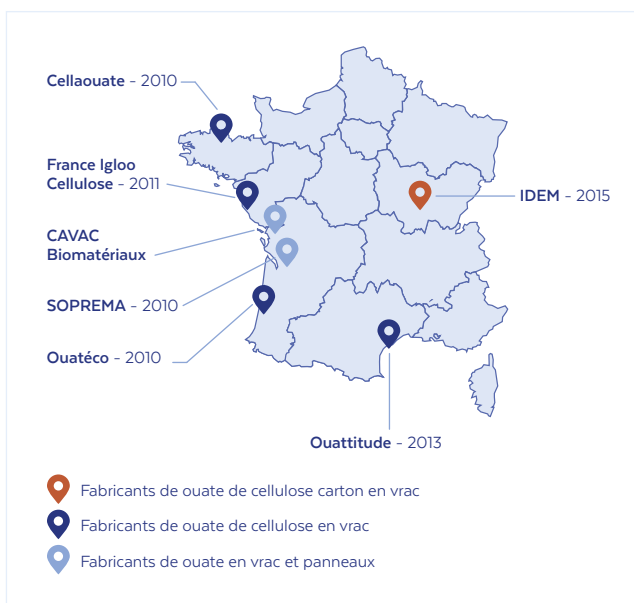 Cellaouate - 2010
France Igloo
Cellulose - 2011
IDEM - 2015
CAVAC
Biomatériaux
SOPREMA - 2010
Ouatéco - 2010
Ouattitude - 2013
Fabricants de ouate de cellulose carton en vrac
Fabricants de ouate de cellulose en vrac
Fabricants de ouate en vrac et panneaux